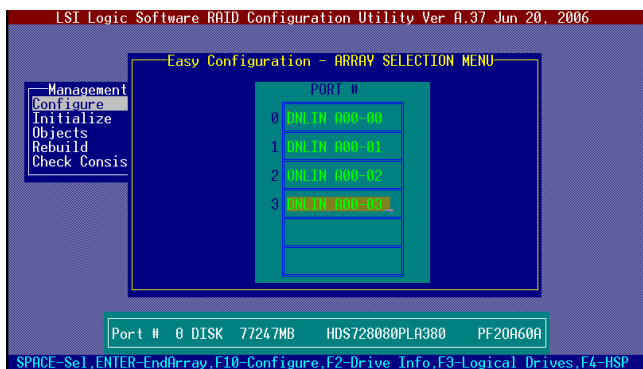 LSI Logic Software RAID Configuration Utility Ver A.37 Jun 20, 2006
Easy Configuration - ARRAY SELECTION MENU
Management
Configure
Initialize
Objects
Rebuild
Check Consis
PORT #
0 ONLIN A00-00
1 ONLIN A00-01
2 ONLIN A00-02
3 ONLIN A00-03
Port # 0 DISK 77247MB HDS728080PLA380 PF2OA60A
SPACE-Sel,ENTER-EndArray,F10-Configure,F2-Drive Info,F3-Logical Drives,F4-HSP